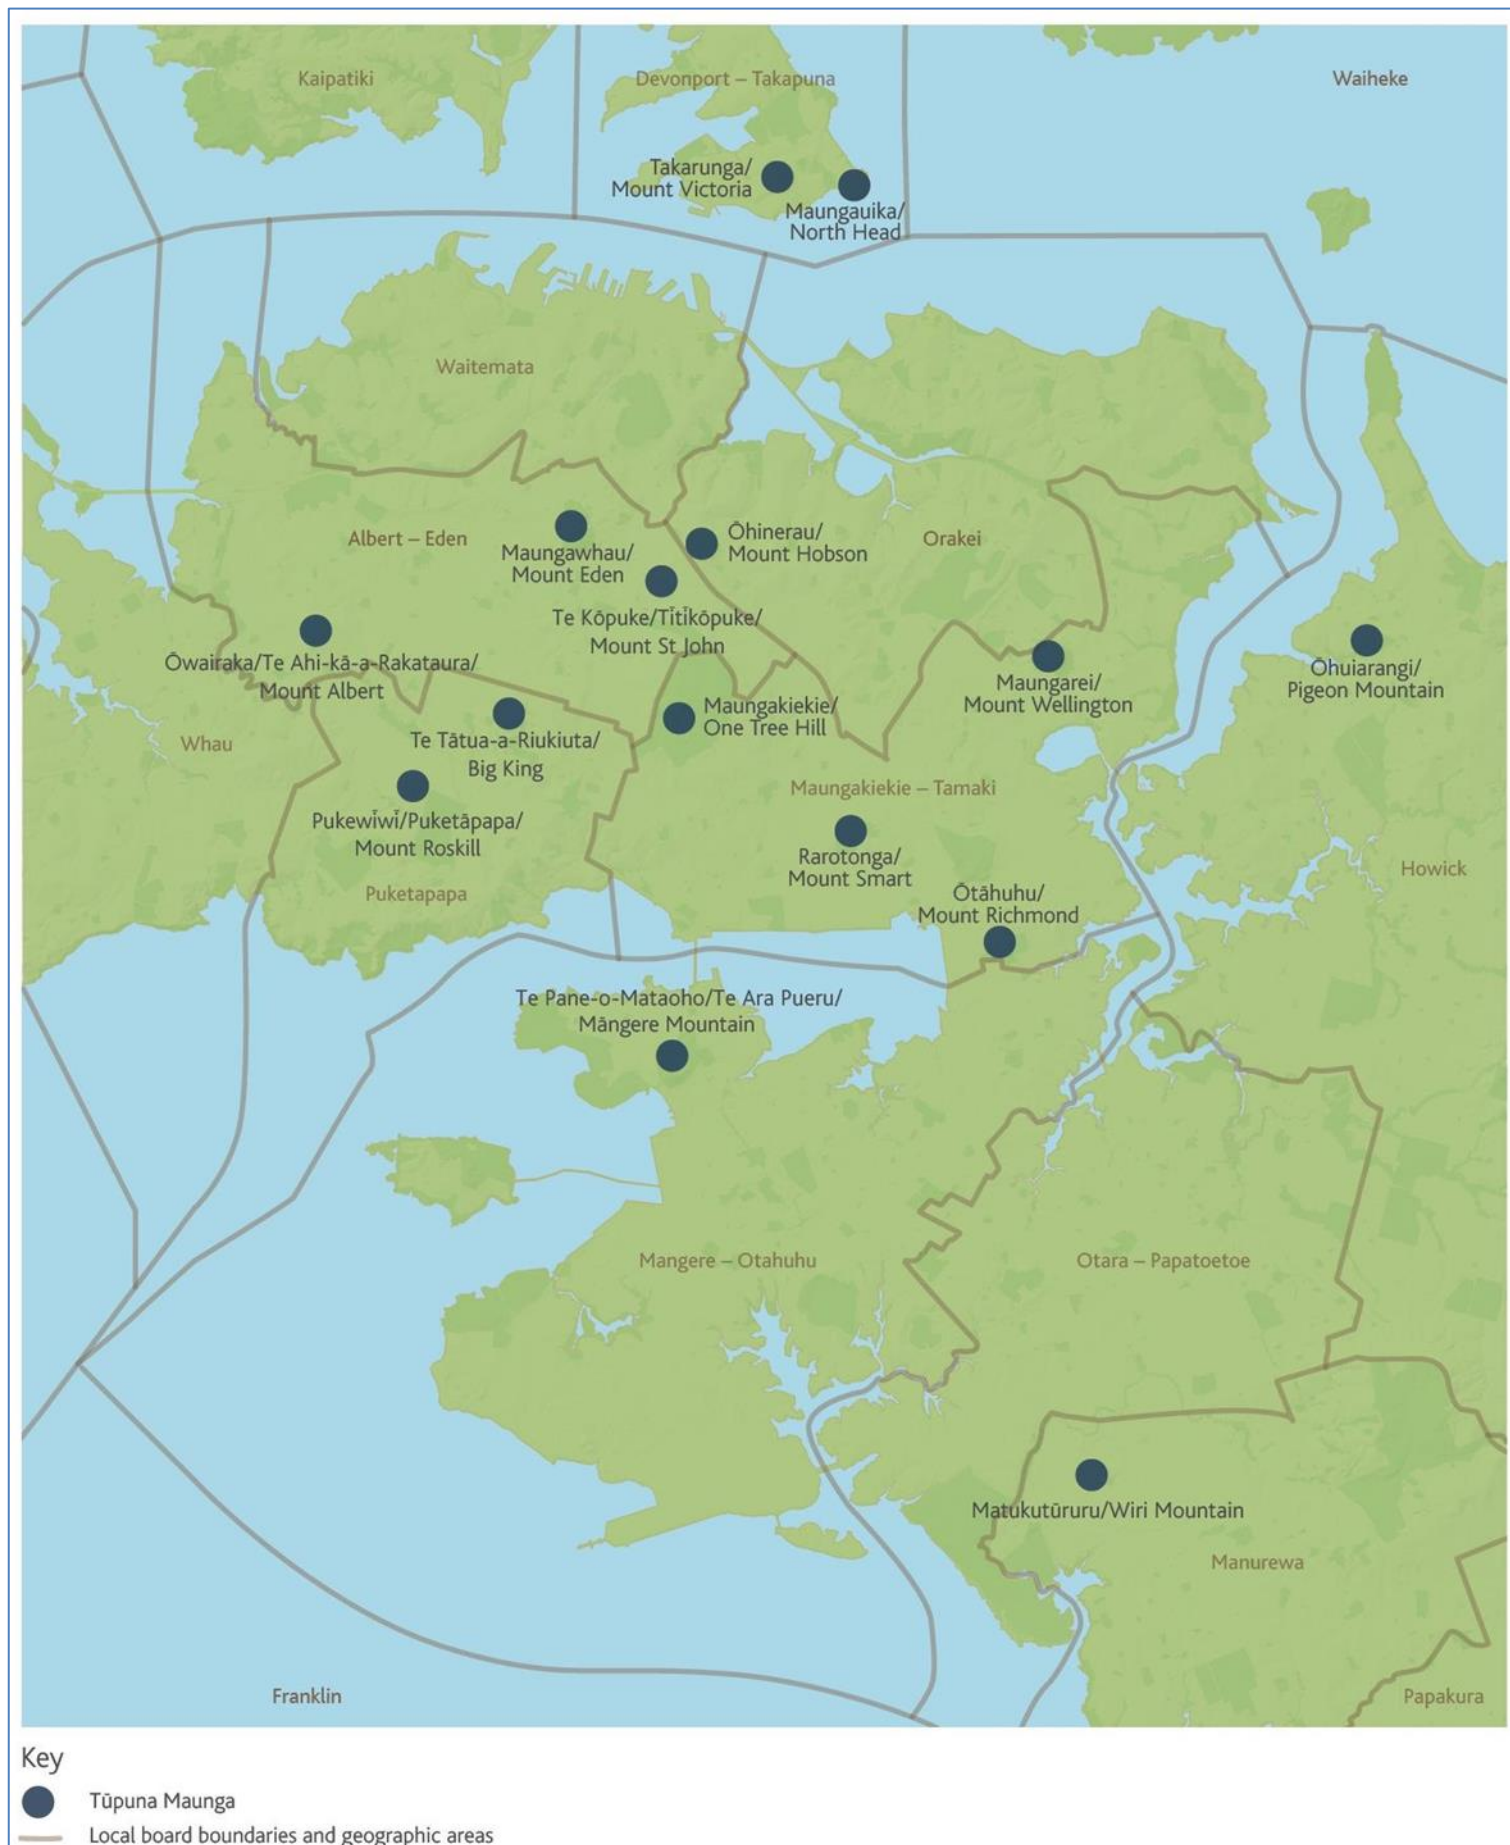 Kaipatiki
Devonport – Takapuna
Waiheke
Takarunga/
Mount Victoria
Maungauika/
North Head
Waitemata
Albert – Eden
Maungawhau/
Mount Eden
Ōhinerau/
Mount Hobson
Orakei
Te Kōpuke/Tītīkōpuke/
Mount St John
Ōwairaka/Te Ahi-kā-a-Rakataura/
Mount Albert
Maungarei/
Mount Wellington
Ōhuiarangi/
Pigeon Mountain
Maungakiekie/
One Tree Hill
Te Tātua-a-Riukiuta/
Big King
Whau
Maungakiekie – Tamaki
Pukewīwī/Puketāpapa/
Mount Roskill
Rarotonga/
Mount Smart
Howick
Puketapapa
Ōtāhuhu/
Mount Richmond
Te Pane-o-Mataoho/Te Ara Pueru/
Māngere Mountain
Mangere – Otahuhu
Otara – Papatoetoe
Matukutūruru/Wiri Mountain
Manurewa
Franklin
Papakura
Key
Tūpuna Maunga
Local board boundaries and geographic areas